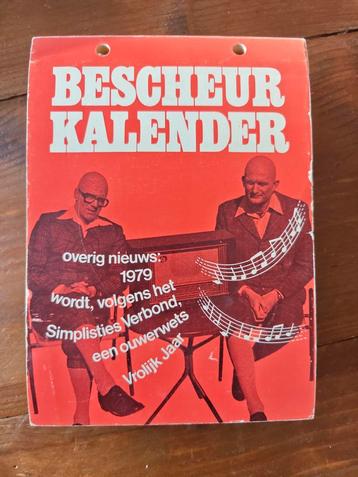 BESCHEUR
KALENDER
overig nieuws:
1979
wordt, volgens het
Simplisties Verbond,
een ouwerwets
Vrolijk Jaar